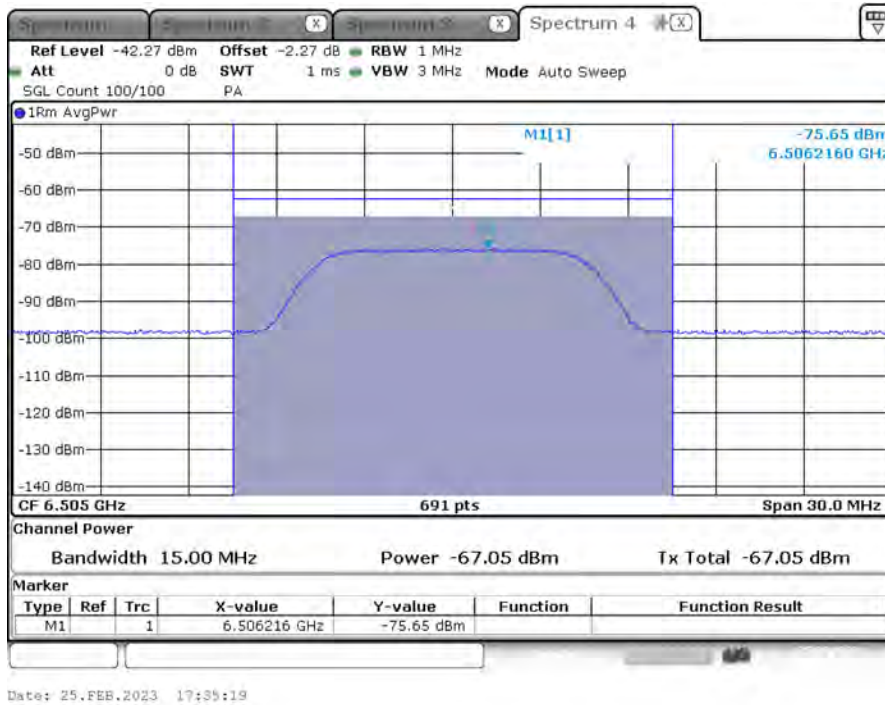 Spectrum Spectrum 2 X Spectrum 3 X Spectrum 4 X
Ref Level -42.27 dBm Offset -2.27 dB RBW 1 MHz
Att 0 dB SWT 1 ms VBW 3 MHz Mode Auto Sweep
SGL Count 100/100 PA
1Rm AvgPwr
M1[1] -75.65 dBm
6.5062160 GHz
-50 dBm
-60 dBm
-70 dBm
-80 dBm
-90 dBm
-100 dBm
-110 dBm
-120 dBm
-130 dBm
-140 dBm
CF 6.505 GHz 691 pts Span 30.0 MHz
Channel Power
Bandwidth 15.00 MHz Power -67.05 dBm Tx Total -67.05 dBm
Marker
Type Ref Trc X-value Y-value Function Function Result
M1 1 6.506216 GHz -75.65 dBm
Date: 25.FEB.2023 17:35:19